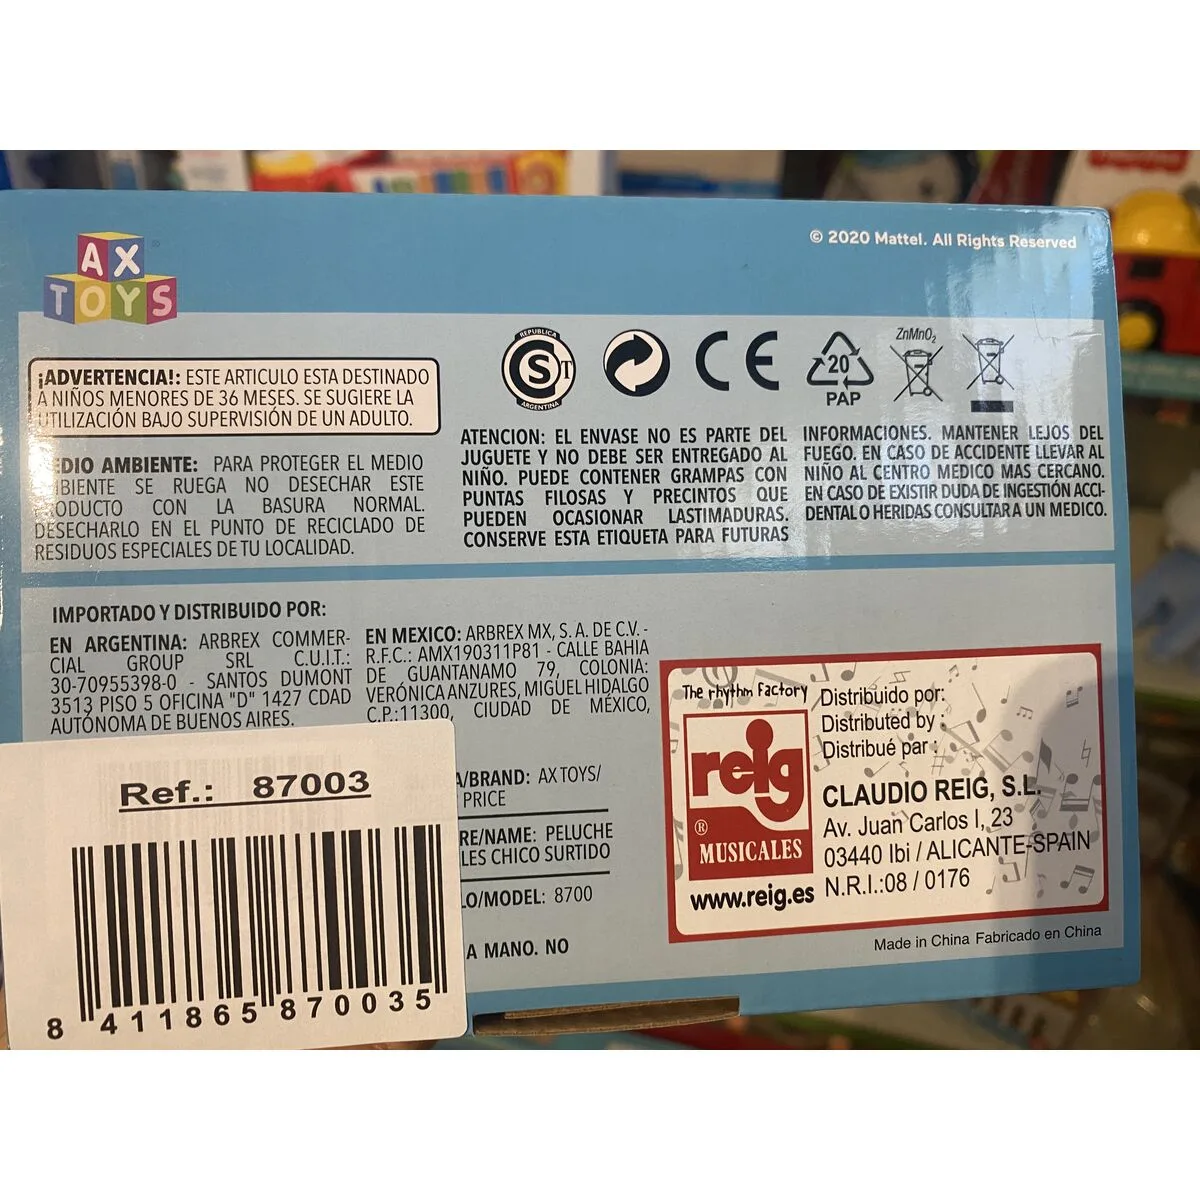 AX
TOYS
© 2020 Mattel. All Rights Reserved
¡ADVERTENCIA!: ESTE ARTICULO ESTA DESTINADO
A NIÑOS MENORES DE 36 MESES. SE SUGIERE LA
UTILIZACIÓN BAJO SUPERVISIÓN DE UN ADULTO.
EDIO AMBIENTE: PARA PROTEGER EL MEDIO
BIENTE SE RUEGA NO DESECHAR ESTE
ODUCTO CON LA BASURA NORMAL.
DESECHARLO EN EL PUNTO DE RECICLADO DE
RESIDUOS ESPECIALES DE TU LOCALIDAD.
REPUBLICA
S T
ARGENTINA
CE
20
PAP
ZnMnO2
ATENCION: EL ENVASE NO ES PARTE DEL
JUGUETE Y NO DEBE SER ENTREGADO AL
NIÑO. PUEDE CONTENER GRAMPAS CON
PUNTAS FILOSAS Y PRECINTOS QUE
PUEDEN OCASIONAR LASTIMADURAS.
CONSERVE ESTA ETIQUETA PARA FUTURAS
INFORMACIONES. MANTENER LEJOS DEL
FUEGO. EN CASO DE ACCIDENTE LLEVAR AL
NIÑO AL CENTRO MEDICO MAS CERCANO.
EN CASO DE EXISTIR DUDA DE INGESTIÓN ACCI-
DENTAL O HERIDAS CONSULTAR A UN MEDICO.
IMPORTADO Y DISTRIBUIDO POR:
EN ARGENTINA: ARBREX COMMER-
CIAL GROUP SRL C.U.I.T.:
30-70955398-0 - SANTOS DUMONT
3513 PISO 5 OFICINA "D" 1427 CDAD
AUTÓNOMA DE BUENOS AIRES.
EN MEXICO: ARBREX MX, S. A. DE C.V. -
R.F.C.: AMX190311P81 - CALLE BAHIA
DE GUANTANAMO 79, COLONIA:
VERÓNICA ANZURES, MIGUEL HIDALGO
C.P.:11300, CIUDAD DE MÉXICO,
A/BRAND: AX TOYS/
PRICE
RE/NAME: PELUCHE
LES CHICO SURTIDO
LO/MODEL: 8700
A MANO. NO
Ref.: 87003
8 411865 870035
The rhythm factory
reig
®
MUSICALES
www.reig.es
Distribuido por:
Distributed by :
Distribué par :
CLAUDIO REIG, S.L.
Av. Juan Carlos I, 23
03440 Ibi / ALICANTE-SPAIN
N.R.I.:08 / 0176
Made in China Fabricado en China